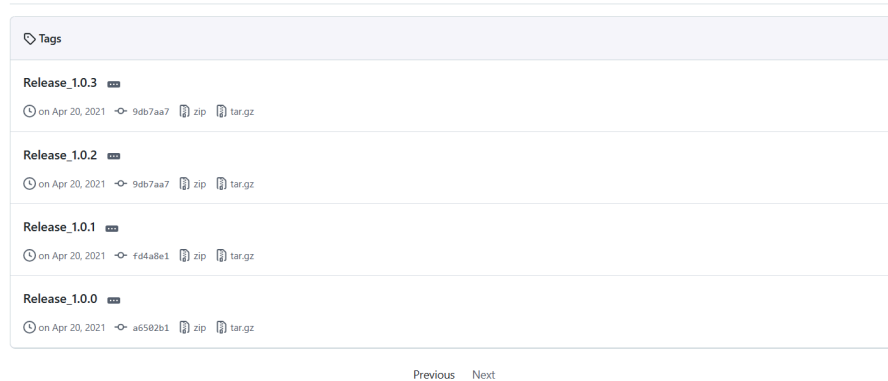 Tags
Release_1.0.3
on Apr 20, 2021 9db7aa7 zip tar.gz
Release_1.0.2
on Apr 20, 2021 9db7aa7 zip tar.gz
Release_1.0.1
on Apr 20, 2021 fd4a8e1 zip tar.gz
Release_1.0.0
on Apr 20, 2021 a6502b1 zip tar.gz
Previous Next